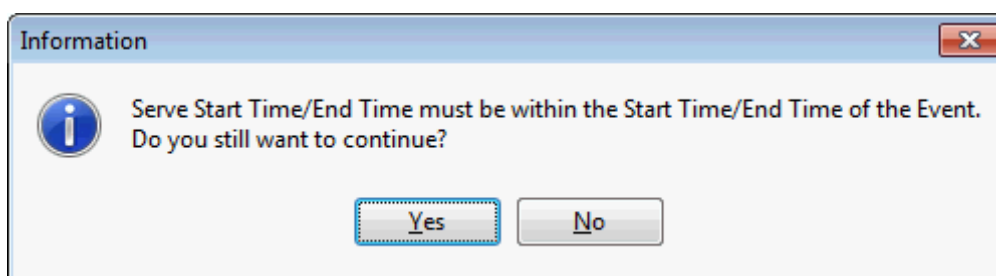 Information
Serve Start Time/End Time must be within the Start Time/End Time of the Event.
Do you still want to continue?
Yes
No